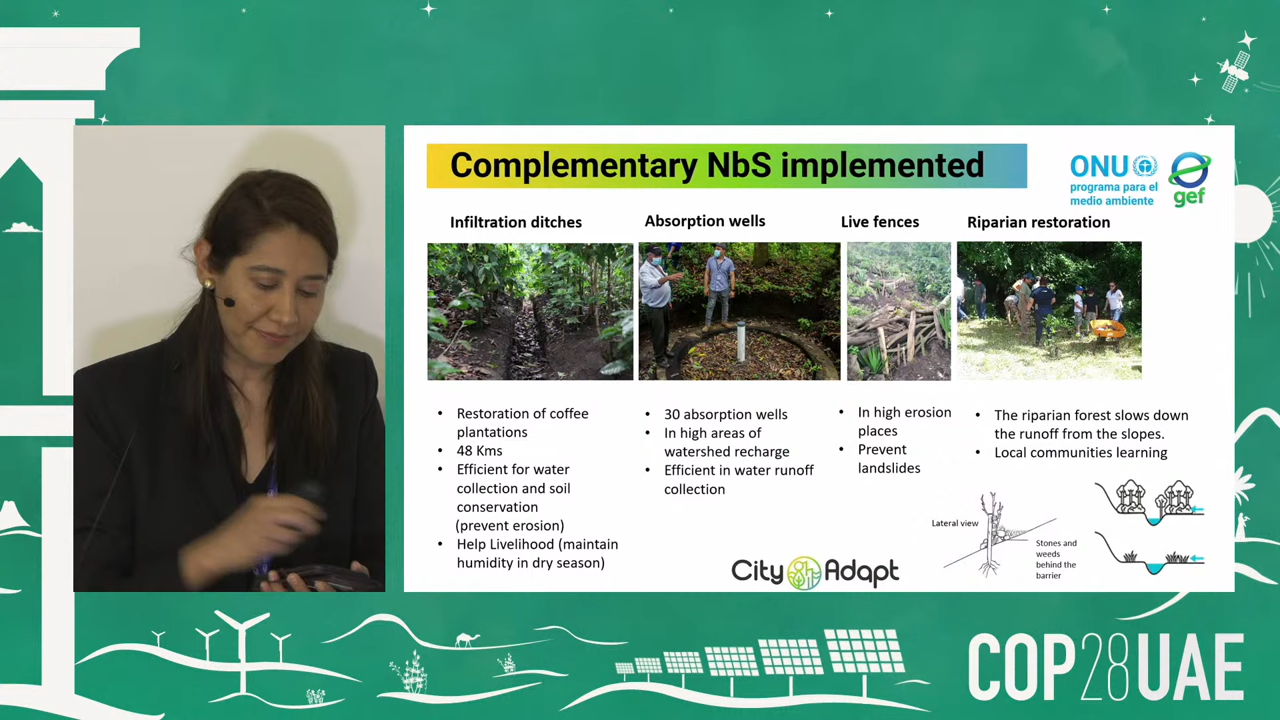 Complementary NbS implemented
ONU
programa para el
medio ambiente
gef
Infiltration ditches
Absorption wells
Live fences
Riparian restoration
• Restoration of coffee
plantations
• 48 Kms
• Efficient for water
collection and soil
conservation
(prevent erosion)
• Help Livelihood (maintain
humidity in dry season)
• 30 absorption wells
• In high areas of
watershed recharge
• Efficient in water runoff
collection
• In high erosion
places
• Prevent
landslides
• The riparian forest slows down
the runoff from the slopes.
• Local communities learning
Lateral view
Stones and
weeds
behind the
barrier
City Adapt
COP28UAE